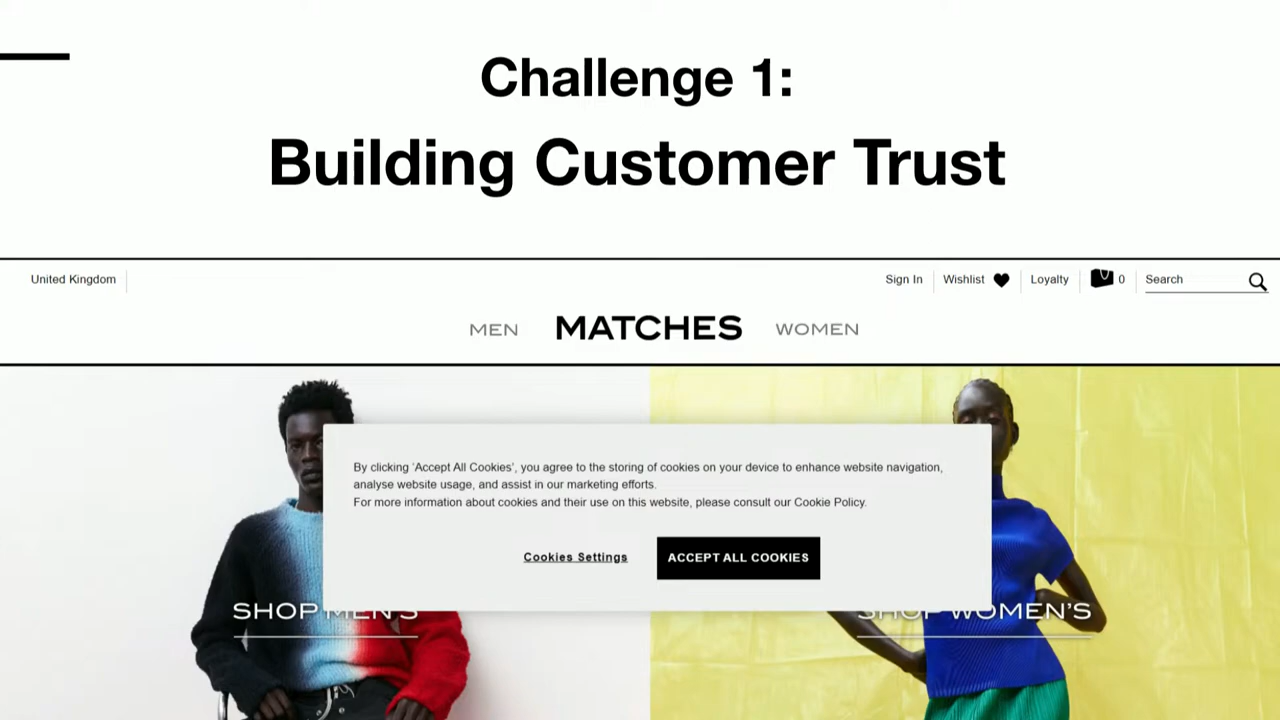 Challenge 1:
Building Customer Trust
United Kingdom
Sign In
Wishlist
Loyalty
0
Search
MEN
MATCHES
WOMEN
By clicking 'Accept All Cookies', you agree to the storing of cookies on your device to enhance website navigation,
analyse website usage, and assist in our marketing efforts.
For more information about cookies and their use on this website, please consult our Cookie Policy.
Cookies Settings
ACCEPT ALL COOKIES
SHOP MEN'S
SHOP WOMEN'S